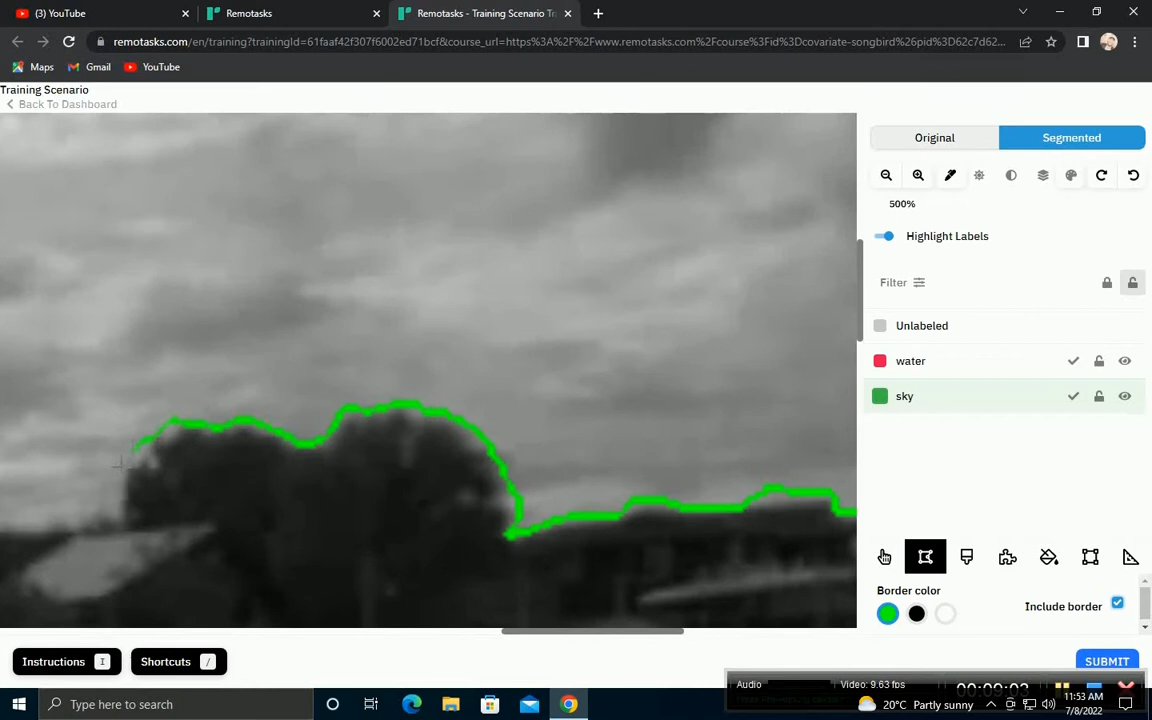 (3) YouTube
Remotasks
Remotasks - Training Scenario Tr
remotasks.com/en/training?trainingId=61faaf42f307f6002ed71bcf&course_url=https%3A%2F%2Fwww.remotasks.com%2Fcourse%3Fid%3Dcovariate-songbird%26pid%3D62c7d62...
Maps
Gmail
YouTube
Training Scenario
Back To Dashboard
Original
Segmented
500%
Highlight Labels
Filter
Unlabeled
water
sky
Border color
Include border
Instructions I
Shortcuts /
SUBMIT
Audio
Video: 9.63 fps
00:09:03
Type here to search
20°C Partly sunny
11:53 AM
7/8/2022